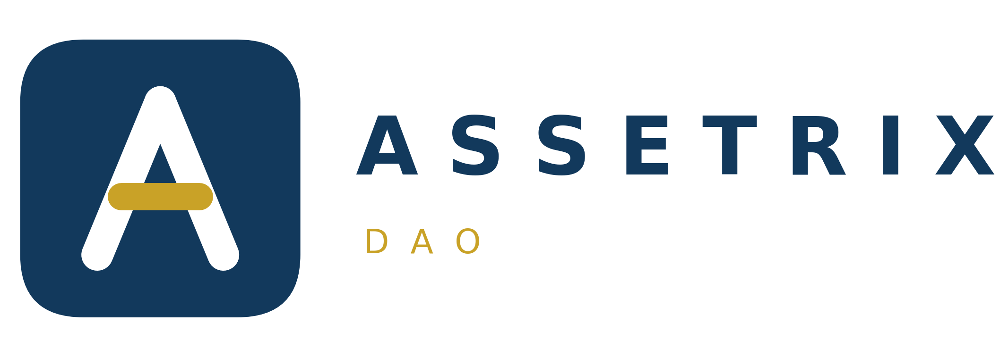 A
ASSETRIX
DAO